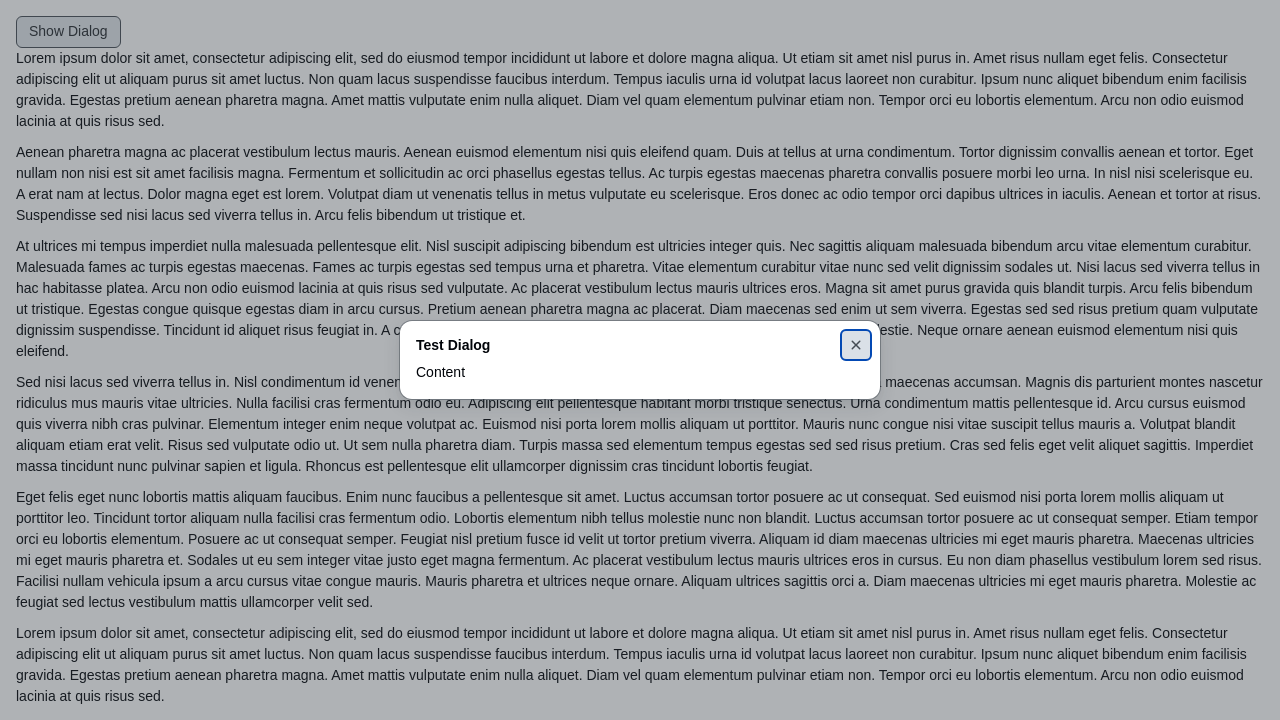 Show Dialog
Lorem ipsum dolor sit amet, consectetur adipiscing elit, sed do eiusmod tempor incididunt ut labore et dolore magna aliqua. Ut etiam sit amet nisl purus in. Amet risus nullam eget felis. Consectetur
adipiscing elit ut aliquam purus sit amet luctus. Non quam lacus suspendisse faucibus interdum. Tempus iaculis urna id volutpat lacus laoreet non curabitur. Ipsum nunc aliquet bibendum enim facilisis
gravida. Egestas pretium aenean pharetra magna. Amet mattis vulputate enim nulla aliquet. Diam vel quam elementum pulvinar etiam non. Tempor orci eu lobortis elementum. Arcu non odio euismod
lacinia at quis risus sed.
Aenean pharetra magna ac placerat vestibulum lectus mauris. Aenean euismod elementum nisi quis eleifend quam. Duis at tellus at urna condimentum. Tortor dignissim convallis aenean et tortor. Eget
nullam non nisi est sit amet facilisis magna. Fermentum et sollicitudin ac orci phasellus egestas tellus. Ac turpis egestas maecenas pharetra convallis posuere morbi leo urna. In nisl nisi scelerisque eu.
A erat nam at lectus. Dolor magna eget est lorem. Volutpat diam ut venenatis tellus in metus vulputate eu scelerisque. Eros donec ac odio tempor orci dapibus ultrices in iaculis. Aenean et tortor at risus.
Suspendisse sed nisi lacus sed viverra tellus in. Arcu felis bibendum ut tristique et.
At ultrices mi tempus imperdiet nulla malesuada pellentesque elit. Nisl suscipit adipiscing bibendum est ultricies integer quis. Nec sagittis aliquam malesuada bibendum arcu vitae elementum curabitur.
Malesuada fames ac turpis egestas maecenas. Fames ac turpis egestas sed tempus urna et pharetra. Vitae elementum curabitur vitae nunc sed velit dignissim sodales ut. Nisi lacus sed viverra tellus in
hac habitasse platea. Arcu non odio euismod lacinia at quis risus sed vulputate. Ac placerat vestibulum lectus mauris ultrices eros. Magna sit amet purus gravida quis blandit turpis. Arcu felis bibendum
ut tristique. Egestas congue quisque egestas diam in arcu cursus. Pretium aenean pharetra magna ac placerat. Diam maecenas sed enim ut sem viverra. Egestas sed sed risus pretium quam vulputate
dignissim suspendisse. Tincidunt id aliquet risus feugiat in. A Neque ornare aenean euismod elementum nisi quis
eleifend.
Test Dialog
Content
Sed nisi lacus sed viverra tellus in. Nisl condimentum id maecenas accumsan. Magnis dis parturient montes nascetur
ridiculus mus mauris vitae ultricies. Nulla facilisi cras fermentum odio eu. Adipiscing elit pellentesque habitant morbi tristique senectus. Urna condimentum mattis pellentesque id. Arcu cursus euismod
quis viverra nibh cras pulvinar. Elementum integer enim neque volutpat ac. Euismod nisi porta lorem mollis aliquam ut porttitor. Mauris nunc congue nisi vitae suscipit tellus mauris a. Volutpat blandit
aliquam etiam erat velit. Risus sed vulputate odio ut. Ut sem nulla pharetra diam. Turpis massa sed elementum tempus egestas sed sed risus pretium. Cras sed felis eget velit aliquet sagittis. Imperdiet
massa tincidunt nunc pulvinar sapien et ligula. Rhoncus est pellentesque elit ullamcorper dignissim cras tincidunt lobortis feugiat.
Eget felis eget nunc lobortis mattis aliquam faucibus. Enim nunc faucibus a pellentesque sit amet. Luctus accumsan tortor posuere ac ut consequat. Sed euismod nisi porta lorem mollis aliquam ut
porttitor leo. Tincidunt tortor aliquam nulla facilisi cras fermentum odio. Lobortis elementum nibh tellus molestie nunc non blandit. Luctus accumsan tortor posuere ac ut consequat semper. Etiam tempor
orci eu lobortis elementum. Posuere ac ut consequat semper. Feugiat nisl pretium fusce id velit ut tortor pretium viverra. Aliquam id diam maecenas ultricies mi eget mauris pharetra. Maecenas ultricies
mi eget mauris pharetra et. Sodales ut eu sem integer vitae justo eget magna fermentum. Ac placerat vestibulum lectus mauris ultrices eros in cursus. Eu non diam phasellus vestibulum lorem sed risus.
Facilisi nullam vehicula ipsum a arcu cursus vitae congue mauris. Mauris pharetra et ultrices neque ornare. Aliquam ultrices sagittis orci a. Diam maecenas ultricies mi eget mauris pharetra. Molestie ac
feugiat sed lectus vestibulum mattis ullamcorper velit sed.
Lorem ipsum dolor sit amet, consectetur adipiscing elit, sed do eiusmod tempor incididunt ut labore et dolore magna aliqua. Ut etiam sit amet nisl purus in. Amet risus nullam eget felis. Consectetur
adipiscing elit ut aliquam purus sit amet luctus. Non quam lacus suspendisse faucibus interdum. Tempus iaculis urna id volutpat lacus laoreet non curabitur. Ipsum nunc aliquet bibendum enim facilisis
gravida. Egestas pretium aenean pharetra magna. Amet mattis vulputate enim nulla aliquet. Diam vel quam elementum pulvinar etiam non. Tempor orci eu lobortis elementum. Arcu non odio euismod
lacinia at quis risus sed.